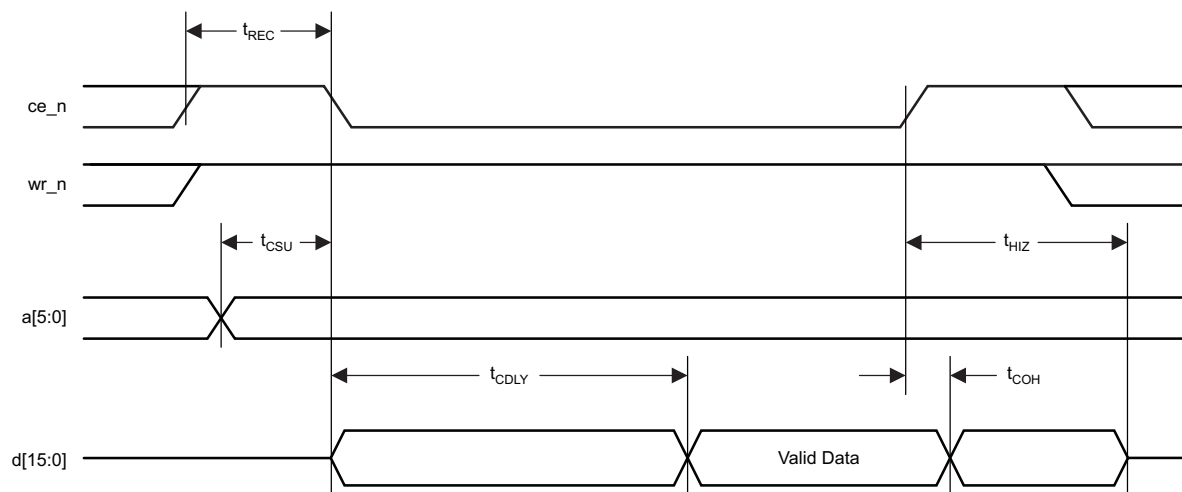 tREC
ce_n
wr_n
tCSU
tHIZ
a[5:0]
tCDLY
tCOH
d[15:0]
Valid Data